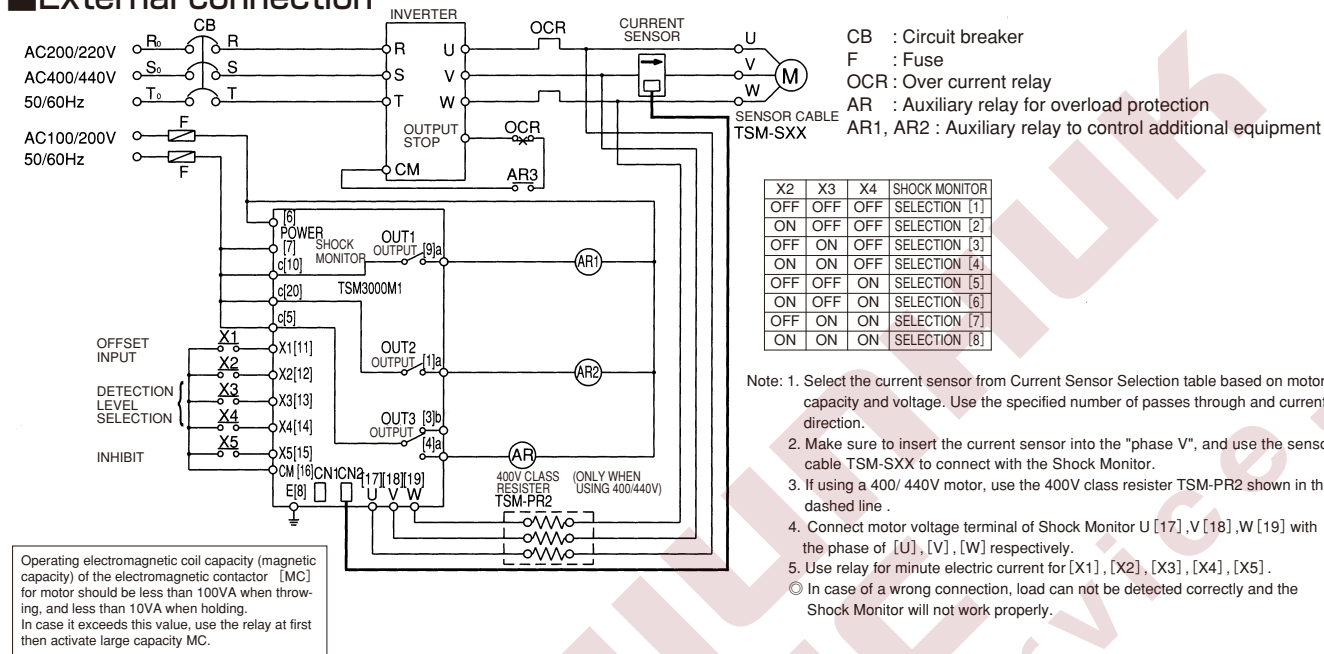 ■External connection
INVERTER
CB
OCR
CURRENT
SENSOR
AC200/220V
R₀
R
R
U
U
AC400/440V
S₀
S
S
V
V
M
50/60Hz
T₀
T
T
W
W
F
SENSOR CABLE
TSM-SXX
AC100/200V
50/60Hz
F
OUTPUT
STOP
OCR
CM
AR3
CB : Circuit breaker
F : Fuse
OCR : Over current relay
AR : Auxiliary relay for overload protection
AR1, AR2 : Auxiliary relay to control additional equipment
X2 X3 X4 SHOCK MONITOR
OFF OFF OFF SELECTION [1]
ON OFF OFF SELECTION [2]
OFF ON OFF SELECTION [3]
ON ON OFF SELECTION [4]
OFF OFF ON SELECTION [5]
ON OFF ON SELECTION [6]
OFF ON ON SELECTION [7]
ON ON ON SELECTION [8]
[6]
POWER
[7]
SHOCK
MONITOR
OUT1
OUTPUT
[9]a
AR1
c[10]
c[20]
TSM3000M1
c[5]
OFFSET
INPUT
X1
X1[11]
OUT2
OUTPUT
[1]a
AR2
X2
X2[12]
DETECTION
LEVEL
SELECTION
X3
X3[13]
X4
X4[14]
OUT3
OUTPUT
[3]b
[4]a
AR
INHIBIT
X5
X5[15]
CM [16]
CN1
CN2
[17][18][19]
E[8]
U V W
400V CLASS
RESISTER
TSM-PR2
(ONLY WHEN
USING 400/440V)
Note: 1. Select the current sensor from Current Sensor Selection table based on motor
capacity and voltage. Use the specified number of passes through and current
direction.
2. Make sure to insert the current sensor into the "phase V", and use the sensor
cable TSM-SXX to connect with the Shock Monitor.
3. If using a 400/ 440V motor, use the 400V class resister TSM-PR2 shown in th
dashed line .
4. Connect motor voltage terminal of Shock Monitor U [17] ,V [18] ,W [19] with
the phase of [U] , [V] , [W] respectively.
5. Use relay for minute electric current for [X1] , [X2] , [X3] , [X4] , [X5] .
◎ In case of a wrong connection, load can not be detected correctly and the
Shock Monitor will not work properly.
Operating electromagnetic coil capacity (magnetic
capacity) of the electromagnetic contactor [MC]
for motor should be less than 100VA when throw-
ing, and less than 10VA when holding.
In case it exceeds this value, use the relay at first
then activate large capacity MC.